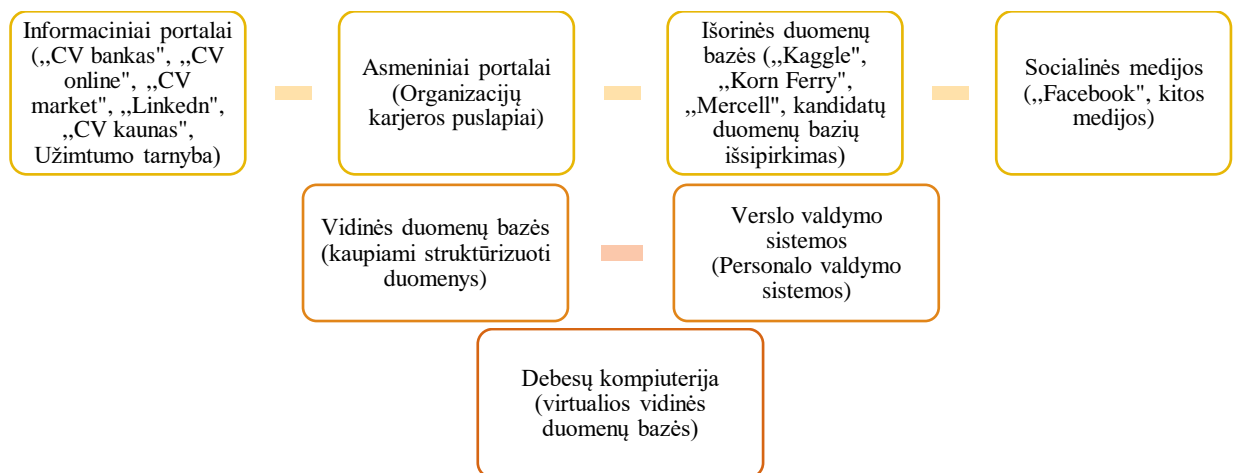 Informaciniai portalai
(,,CV bankas", ,,CV
online", ,,CV
market", ,,Linkedn",
,,CV kaunas",
Užimtumo tarnyba)
Asmeniniai portalai
(Organizacijų
karjeros puslapiai)
Išorinės duomenų
bazės (,,Kaggle",
,,Korn Ferry",
,,Mercell", kandidatų
duomenų bazių
išsipirkimas)
Socialinės medijos
(,,Facebook", kitos
medijos)
Vidinės duomenų bazės
(kaupiami struktūrizuoti
duomenys)
Verslo valdymo
sistemos
(Personalo valdymo
sistemos)
Debesų kompiuterija
(virtualios vidinės
duomenų bazės)